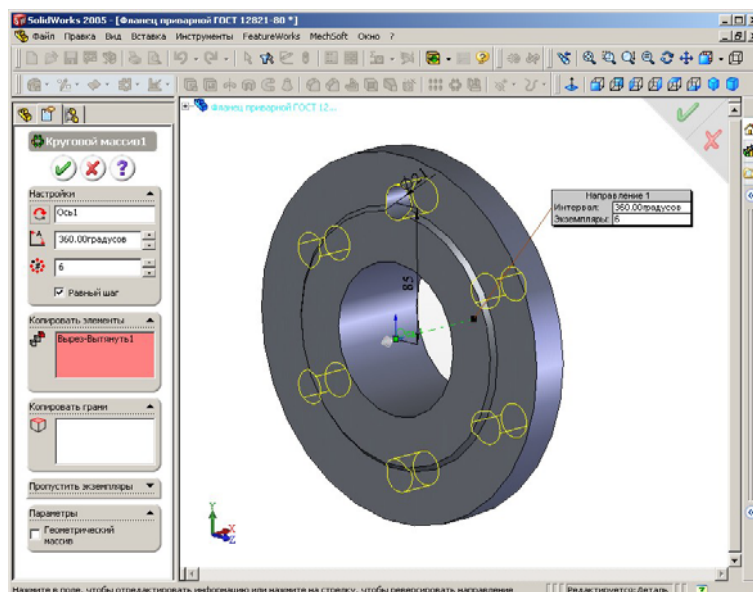 SolidWorks 2005 - [Фланец приварной ГОСТ 12821-80 *]
Файл Правка Вид Вставка Инструменты FeatureWorks MechSoft Окно ?
Фланец приварной ГОСТ 12...
Круговой массив1
Настройки
Ось1
360.00градусов
6
Равный шаг
Копировать элементы
Вырез-Вытянуть1
Копировать грани
Пропустить экземпляры
Параметры
Геометрический
массив
Направление 1
Интервал: 360.00градусов
Экземпляры: 6
85
Y
X
Z
Нажмите в поле, чтобы отредактировать информацию или нажмите на стрелку, чтобы реверсировать направление
Редактируется: Деталь